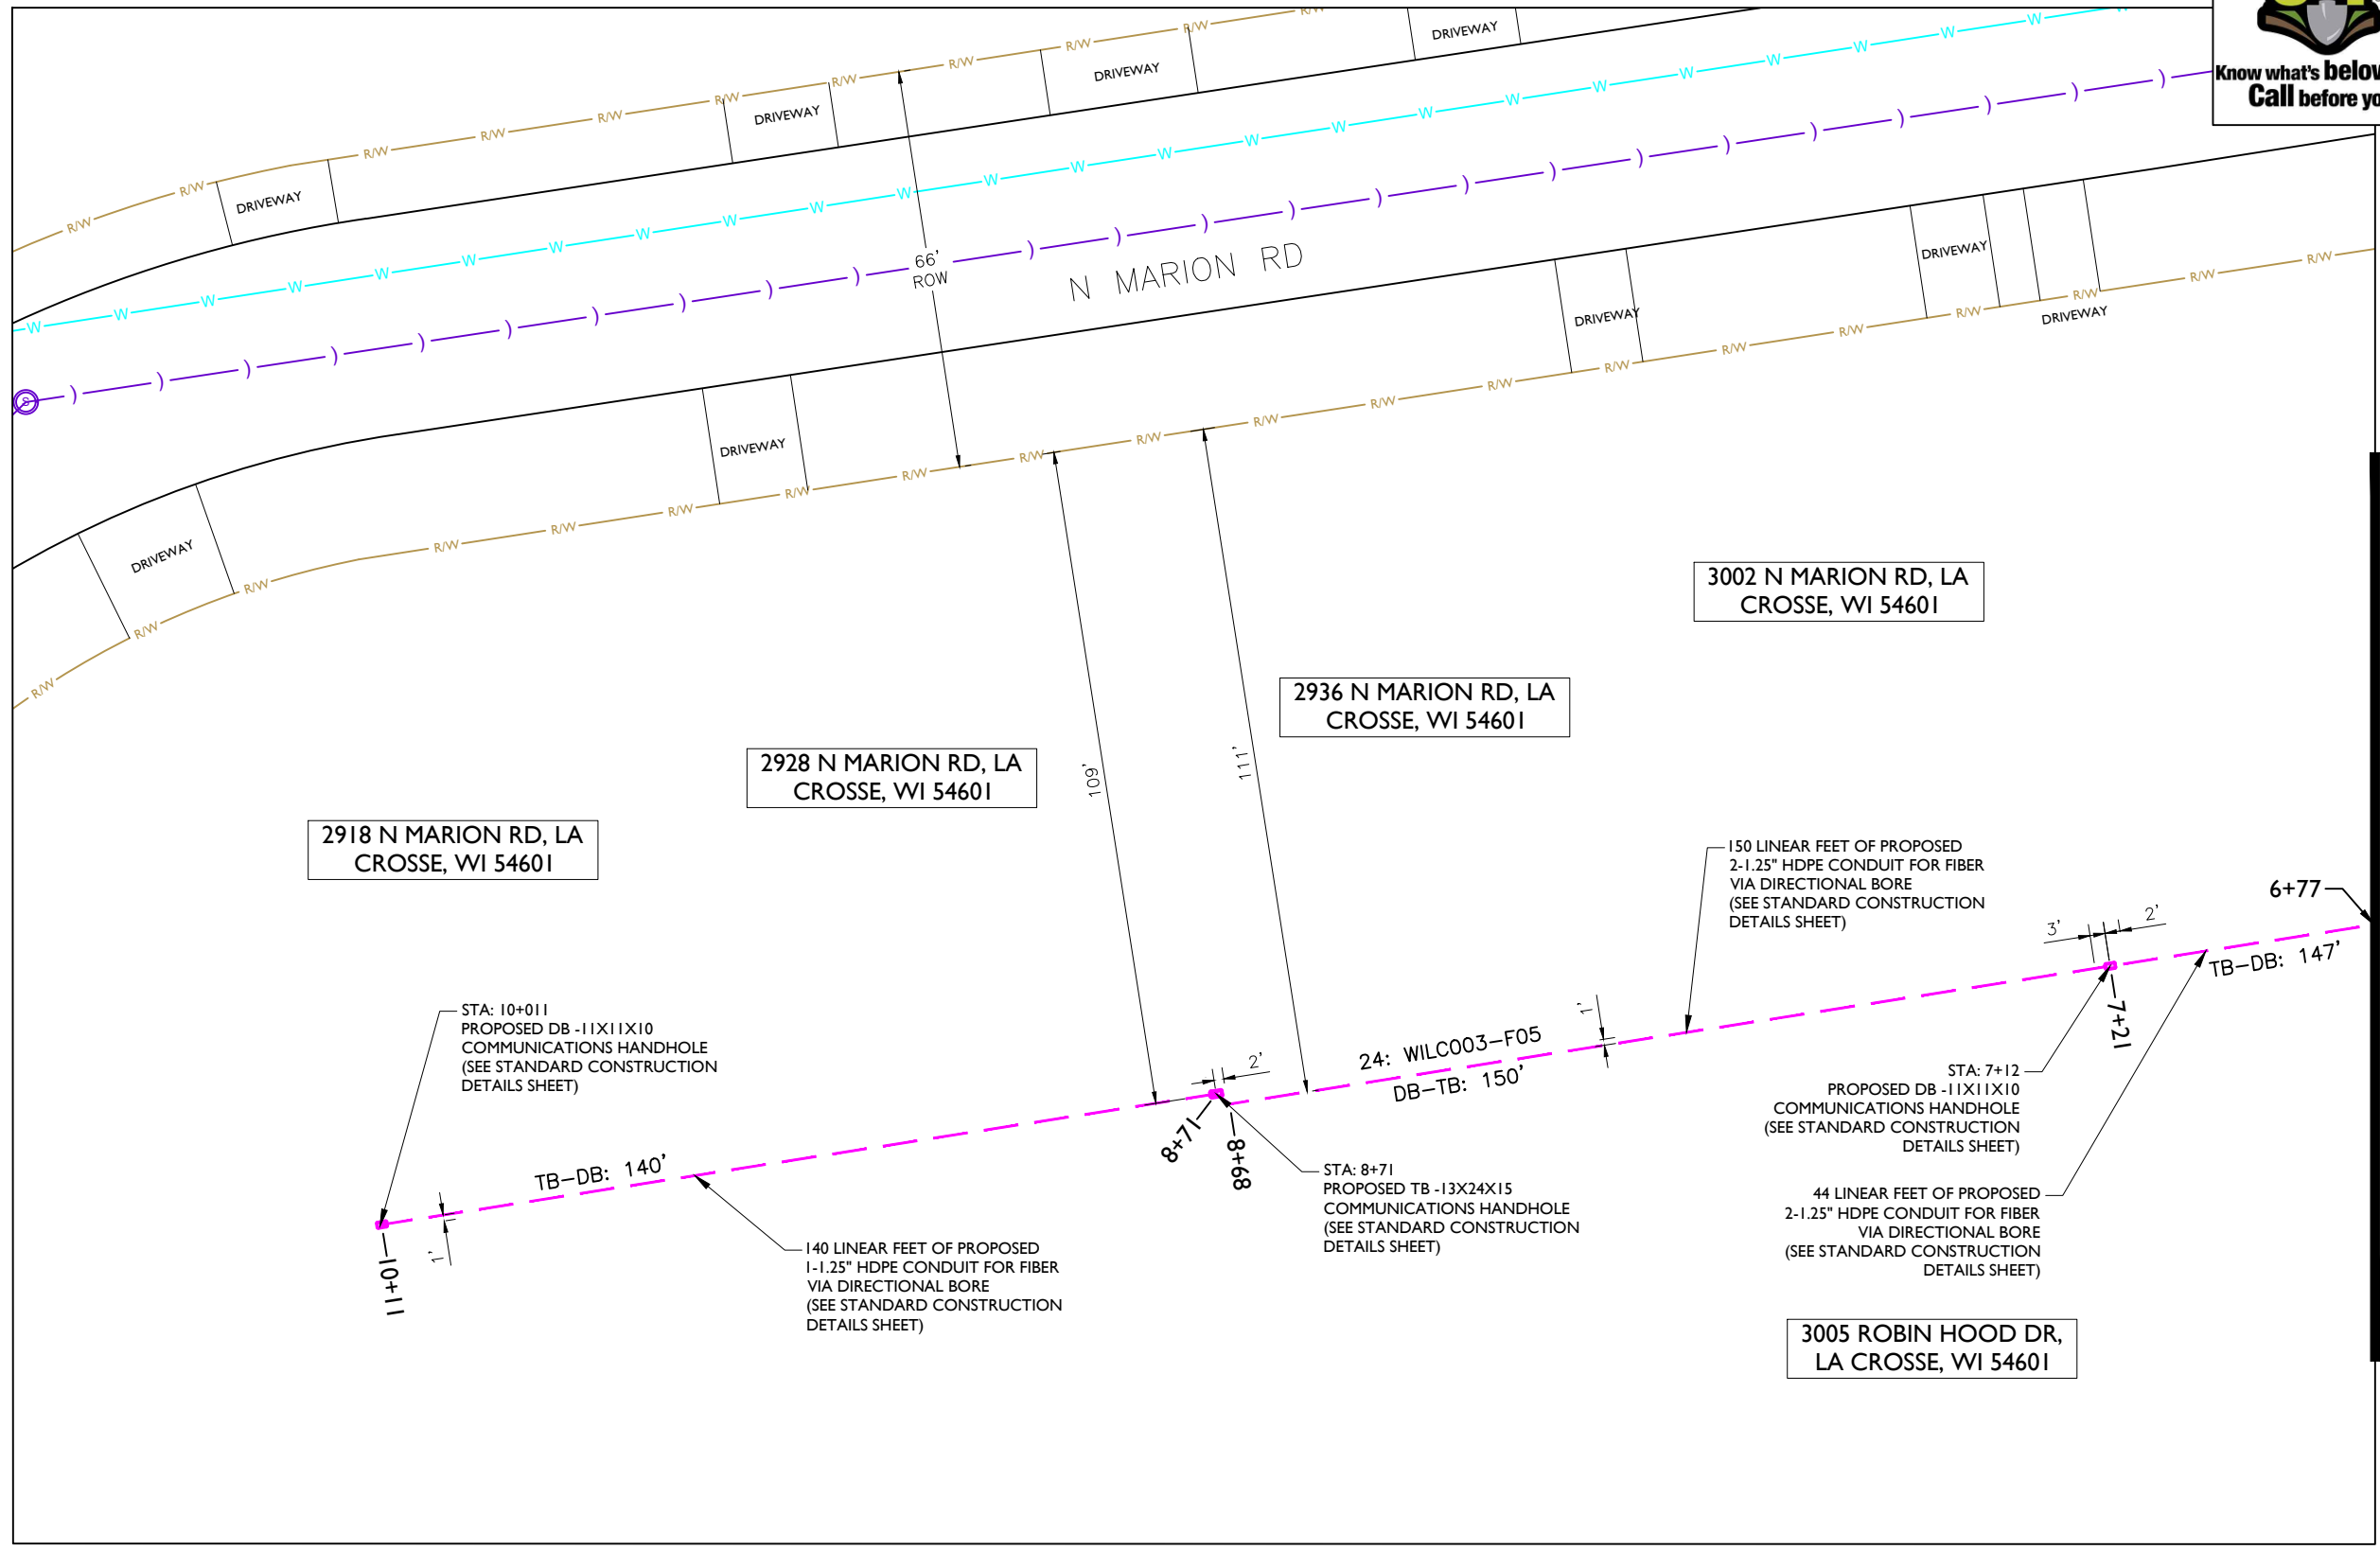 DRIVEWAY
DRIVEWAY
DRIVEWAY
DRIVEWAY
Know what's below
Call before yo
R/W R/W R/W R/W R/W R/W R/W R/W R/W R/W R/W
W W W W W W W W W W W W W W W W W W W W W W W W
66'
ROW
N MARION RD
DRIVEWAY
DRIVEWAY
DRIVEWAY
S
DRIVEWAY
DRIVEWAY
R/W R/W R/W R/W R/W R/W R/W R/W R/W R/W R/W R/W R/W R/W R/W R/W R/W R/W R/W R/W
3002 N MARION RD, LA
CROSSE, WI 54601
2936 N MARION RD, LA
CROSSE, WI 54601
2928 N MARION RD, LA
CROSSE, WI 54601
2918 N MARION RD, LA
CROSSE, WI 54601
109'
111'
150 LINEAR FEET OF PROPOSED
2-1.25" HDPE CONDUIT FOR FIBER
VIA DIRECTIONAL BORE
(SEE STANDARD CONSTRUCTION
DETAILS SHEET)
6+77
3'
2'
TB-DB: 147'
7+21
STA: 10+011
PROPOSED DB -11X11X10
COMMUNICATIONS HANDHOLE
(SEE STANDARD CONSTRUCTION
DETAILS SHEET)
1'
24: WILC003-F05
DB-TB: 150'
2'
8+71
8+68
STA: 7+12
PROPOSED DB -11X11X10
COMMUNICATIONS HANDHOLE
(SEE STANDARD CONSTRUCTION
DETAILS SHEET)
TB-DB: 140'
1'
10+11
STA: 8+71
PROPOSED TB -13X24X15
COMMUNICATIONS HANDHOLE
(SEE STANDARD CONSTRUCTION
DETAILS SHEET)
44 LINEAR FEET OF PROPOSED
2-1.25" HDPE CONDUIT FOR FIBER
VIA DIRECTIONAL BORE
(SEE STANDARD CONSTRUCTION
DETAILS SHEET)
140 LINEAR FEET OF PROPOSED
1-1.25" HDPE CONDUIT FOR FIBER
VIA DIRECTIONAL BORE
(SEE STANDARD CONSTRUCTION
DETAILS SHEET)
3005 ROBIN HOOD DR,
LA CROSSE, WI 54601